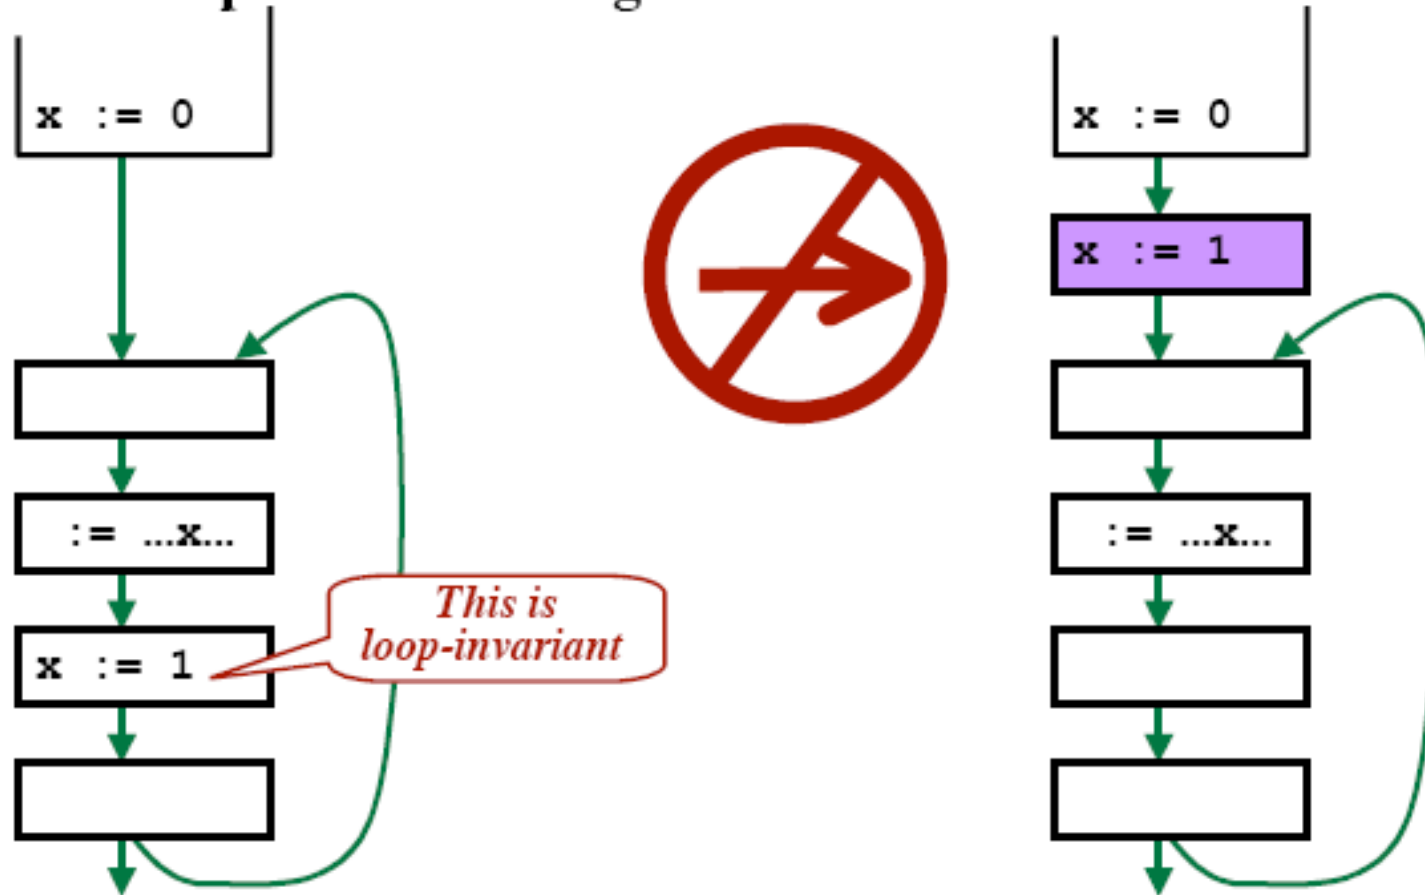 x := 0
:= ...x...
This is
loop-invariant
x := 1
x := 0
x := 1
:= ...x...